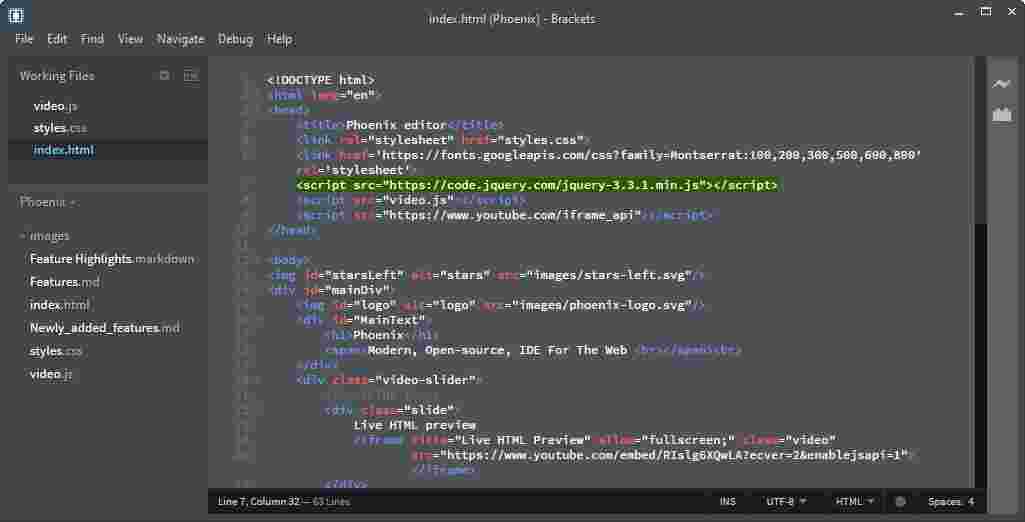 index.html (Phoenix) - Brackets
File Edit Find View Navigate Debug Help
Working Files
video.js
styles.css
index.html
Phoenix
images
Feature Highlights.markdown
Features.md
index.html
Newly_added_features.md
styles.css
video.js
<!DOCTYPE html>
<html lang="en">
<head>
<title>Phoenix editor</title>
<link rel="stylesheet" href="styles.css">
<link href='https://fonts.googleapis.com/css?family=Montserrat:100,200,300,500,600,800'
rel='stylesheet'>
<script src="https://code.jquery.com/jquery-3.3.1.min.js"></script>
<script src="video.js"></script>
<script src="https://www.youtube.com/iframe_api"></script>
</head>
<body>
<img id="starsLeft" alt="stars" src="images/stars-left.svg"/>
<div id="mainDiv">
<img id="logo" alt="logo" src="images/phoenix-logo.svg"/>
<div id="MainText">
<h1>Phoenix</h1>
<span>Modern, Open-source, IDE For The Web <br></span><br>
</div>
<div class="video-slider">
<div class="slide">
Live HTML preview
<iframe title="Live HTML Preview" allow="fullscreen;" class="video"
src="https://www.youtube.com/embed/RIslg6XQwLA?ecver=2&enablejsapi=1">
</iframe>
</div>
Line 7, Column 32 — 63 Lines
INS UTF-8 HTML Spaces: 4